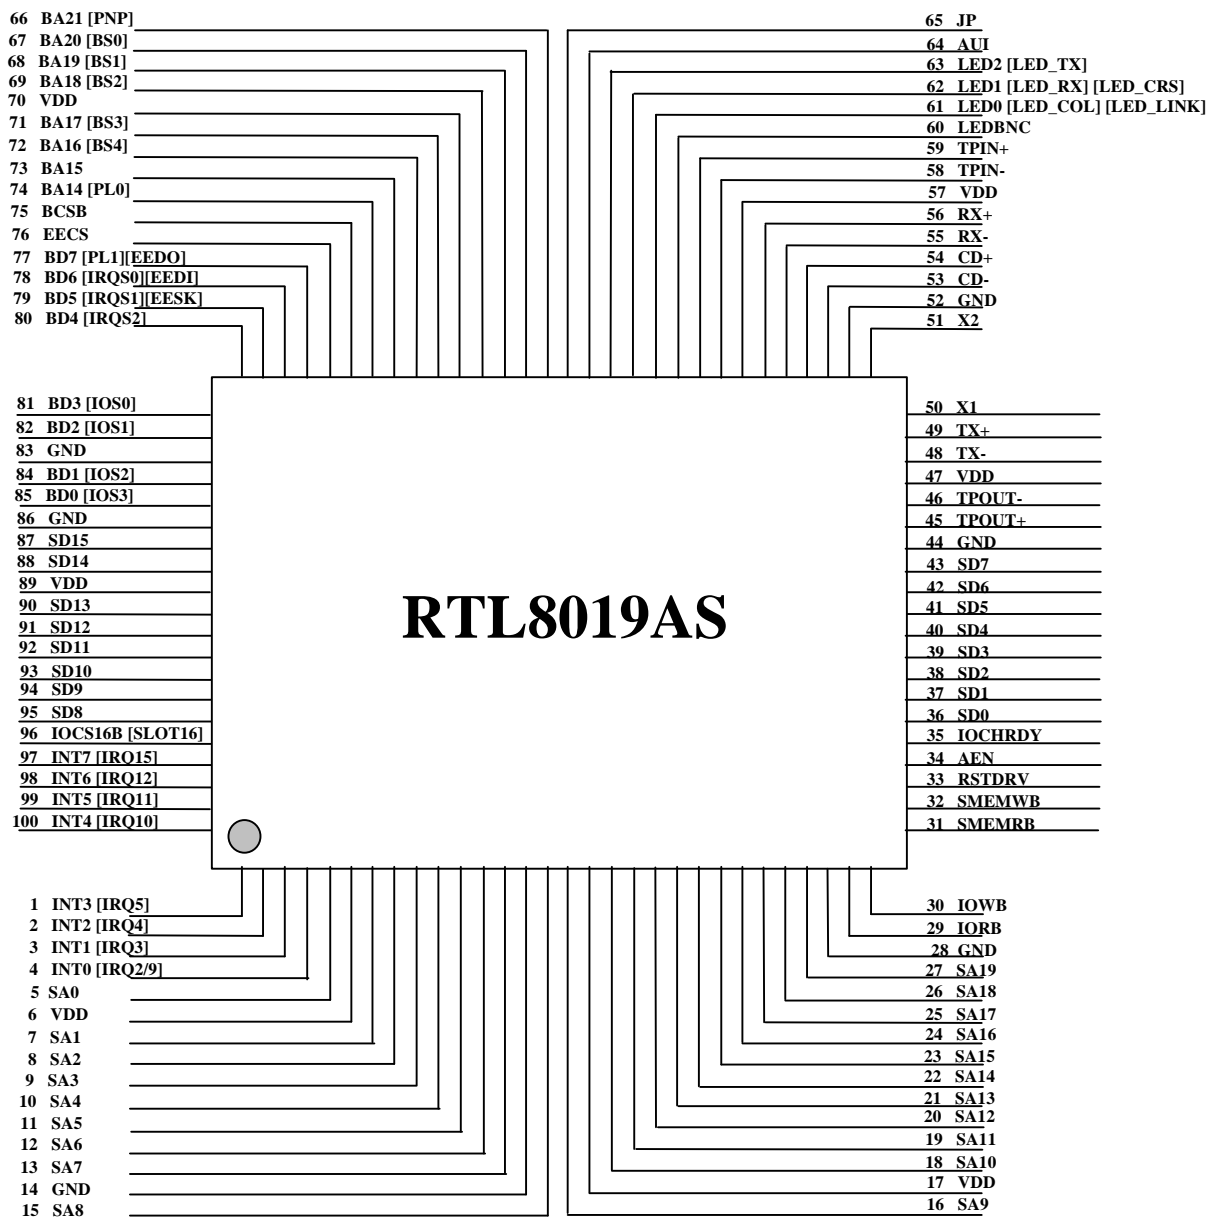 66 BA21 [PNP]
67 BA20 [BS0]
68 BA19 [BS1]
69 BA18 [BS2]
70 VDD
71 BA17 [BS3]
72 BA16 [BS4]
73 BA15
74 BA14 [PL0]
75 BCSB
76 EECS
77 BD7 [PL1][EEDO]
78 BD6 [IRQS0][EEDI]
79 BD5 [IRQS1][EESK]
80 BD4 [IRQS2]
65 JP
64 AUI
63 LED2 [LED_TX]
62 LED1 [LED_RX] [LED_CRS]
61 LED0 [LED_COL] [LED_LINK]
60 LEDBNC
59 TPIN+
58 TPIN-
57 VDD
56 RX+
55 RX-
54 CD+
53 CD-
52 GND
51 X2
81 BD3 [IOS0]
82 BD2 [IOS1]
83 GND
84 BD1 [IOS2]
85 BD0 [IOS3]
86 GND
87 SD15
88 SD14
89 VDD
90 SD13
91 SD12
92 SD11
93 SD10
94 SD9
95 SD8
96 IOCS16B [SLOT16]
97 INT7 [IRQ15]
98 INT6 [IRQ12]
99 INT5 [IRQ11]
100 INT4 [IRQ10]
RTL8019AS
50 X1
49 TX+
48 TX-
47 VDD
46 TPOUT-
45 TPOUT+
44 GND
43 SD7
42 SD6
41 SD5
40 SD4
39 SD3
38 SD2
37 SD1
36 SD0
35 IOCHRDY
34 AEN
33 RSTDRV
32 SMEMWB
31 SMEMRB
1 INT3 [IRQ5]
2 INT2 [IRQ4]
3 INT1 [IRQ3]
4 INT0 [IRQ2/9]
5 SA0
6 VDD
7 SA1
8 SA2
9 SA3
10 SA4
11 SA5
12 SA6
13 SA7
14 GND
15 SA8
30 IOWB
29 IORB
28 GND
27 SA19
26 SA18
25 SA17
24 SA16
23 SA15
22 SA14
21 SA13
20 SA12
19 SA11
18 SA10
17 VDD
16 SA9